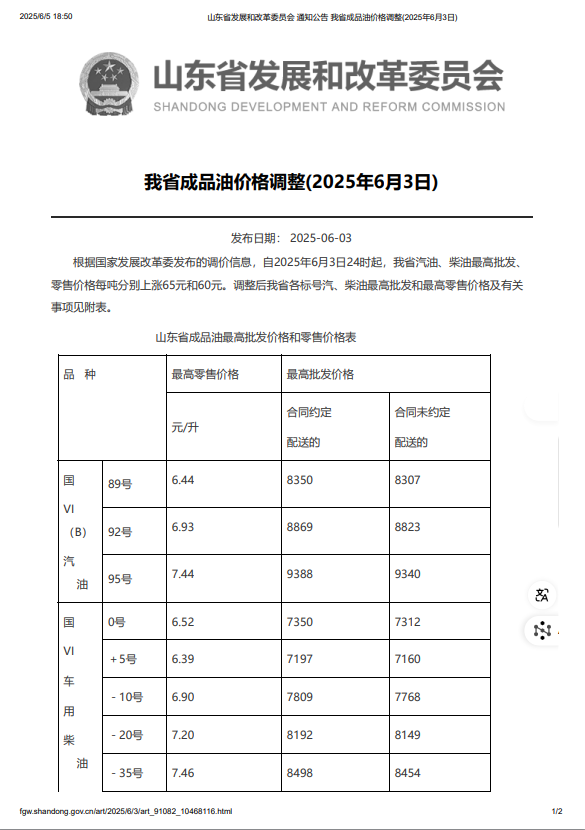 2025/6/5 18:50
山东省发展和改革委员会 通知公告 我省成品油价格调整(2025年6月3日)
山东省发展和改革委员会
SHANDONG DEVELOPMENT AND REFORM COMMISSION
我省成品油价格调整(2025年6月3日)
发布日期： 2025-06-03
根据国家发展改革委发布的调价信息，自2025年6月3日24时起，我省汽油、柴油最高批发、
零售价格每吨分别上涨65元和60元。调整后我省各标号汽、柴油最高批发和最高零售价格及有关
事项见附表。
山东省成品油最高批发价格和零售价格表
品 种 最高零售价格 最高批发价格
元/升 合同约定 合同未约定
配送的 配送的
国 89号 6.44 8350 8307
VI
（B） 92号 6.93 8869 8823
汽
油 95号 7.44 9388 9340
国 0号 6.52 7350 7312
VI +5号 6.39 7197 7160
车 -10号 6.90 7809 7768
用
柴 -20号 7.20 8192 8149
油 -35号 7.46 8498 8454
fgw.shandong.gov.cn/art/2025/6/3/art_91082_10468116.html 1/2